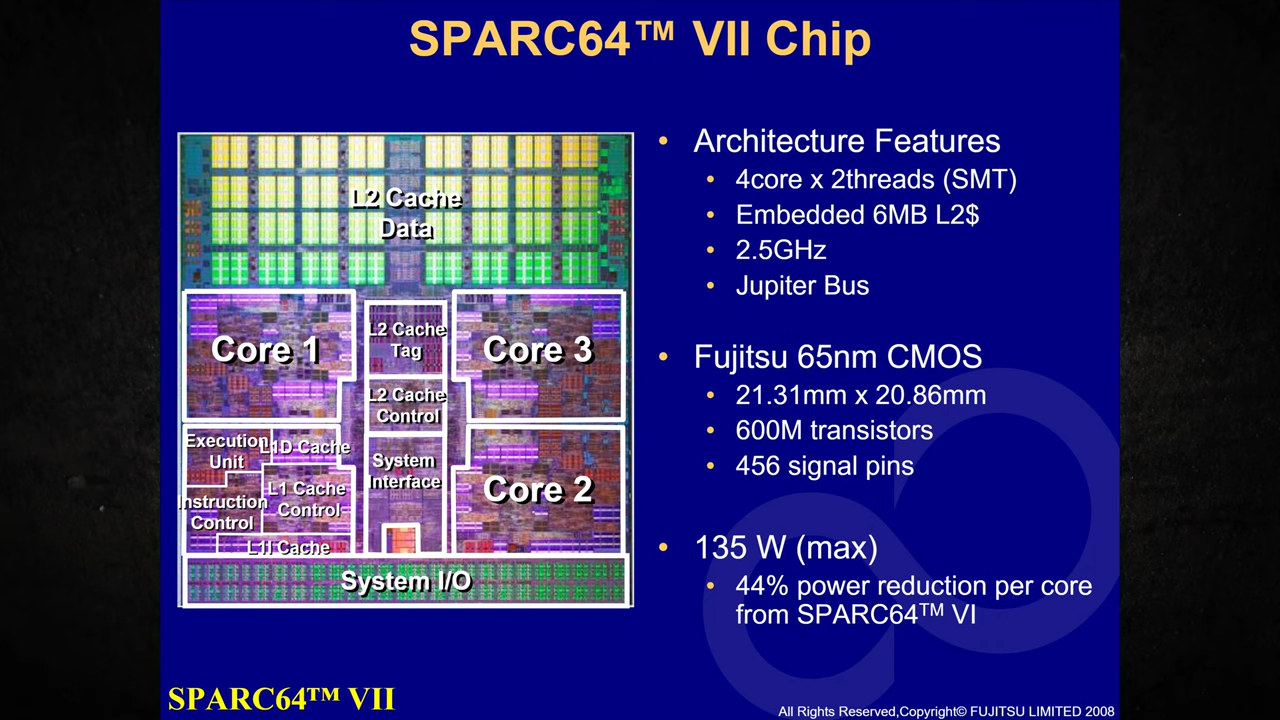 SPARC64™ VII Chip
L2 Cache
Data
Core 1
L2 Cache
Tag
Core 3
L2 Cache
Control
Execution
Unit
L1D Cache
System
Interface
L1 Cache
Control
Instruction
Control
Core 2
L1I Cache
System I/O
• Architecture Features
• 4core x 2threads (SMT)
• Embedded 6MB L2$
• 2.5GHz
• Jupiter Bus
• Fujitsu 65nm CMOS
• 21.31mm x 20.86mm
• 600M transistors
• 456 signal pins
• 135 W (max)
• 44% power reduction per core
from SPARC64™ VI
SPARC64™ VII
All Rights Reserved,Copyright© FUJITSU LIMITED 2008